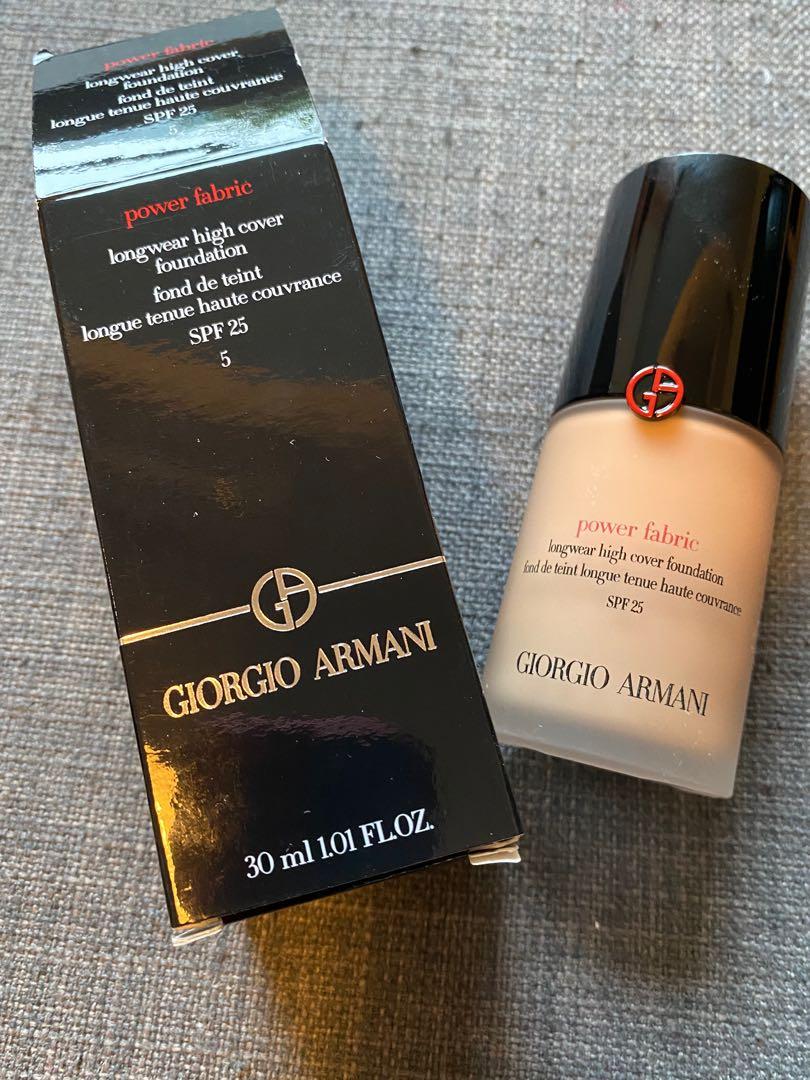 power fabric
longwear high cover
foundation
fond de teint
longue tenue haute couvrance
SPF 25
5
power fabric
longwear high cover
foundation
fond de teint
longue tenue haute couvrance
SPF 25
5
GA
GIORGIO ARMANI
30 ml 1.01 FL.OZ.
GA
power fabric
longwear high cover foundation
fond de teint longue tenue haute couvrance
SPF 25
GIORGIO ARMANI